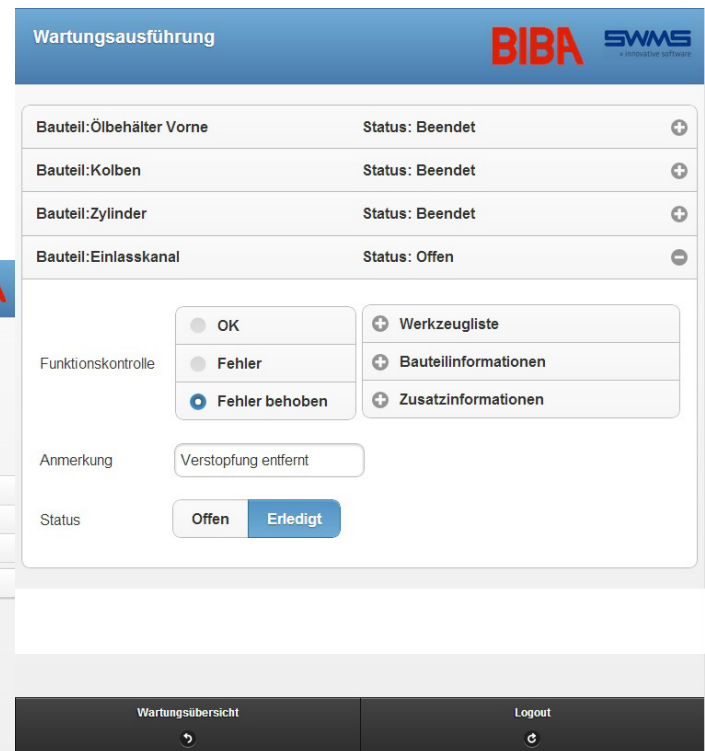 Wartungsausführung
BIBA
SWMS
» innovative software
Bauteil:Ölbehälter Vorne Status: Beendet
Bauteil:Kolben Status: Beendet
Bauteil:Zylinder Status: Beendet
Bauteil:Einlasskanal Status: Offen
Funktionskontrolle
OK
Fehler
Fehler behoben
Werkzeugliste
Bauteilinformationen
Zusatzinformationen
Anmerkung Verstopfung entfernt
Status Offen Erledigt
Wartungsübersicht Logout